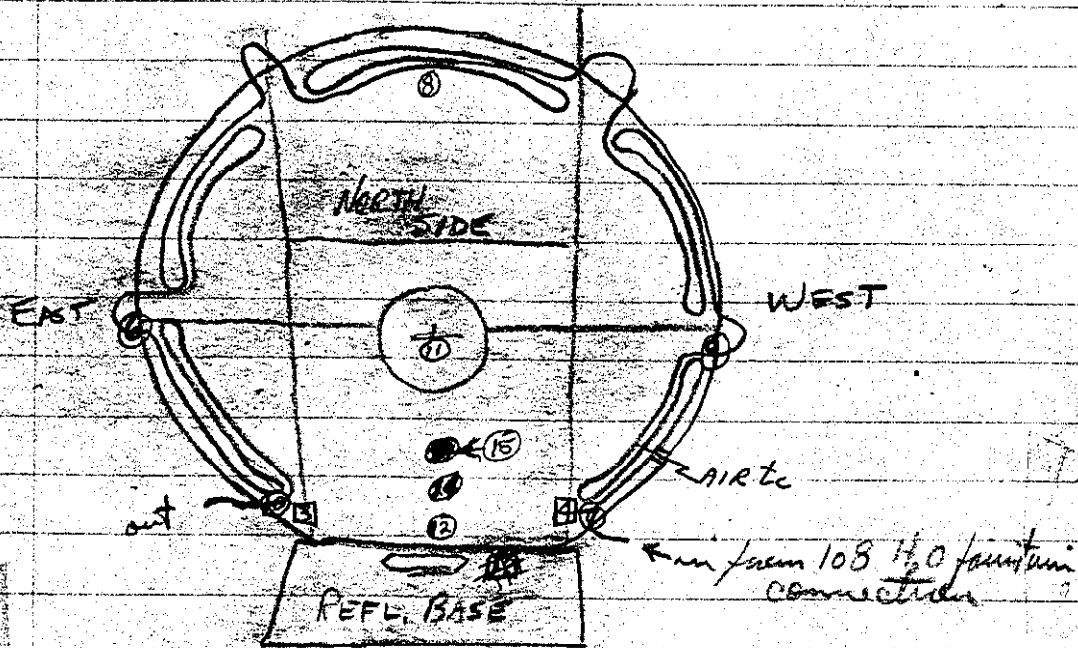 8
NORTH
SIDE
EAST
WEST
11
15
AIR tc
out
3
4
12
in from 108 H2O fountain
connection
REFL. BASE